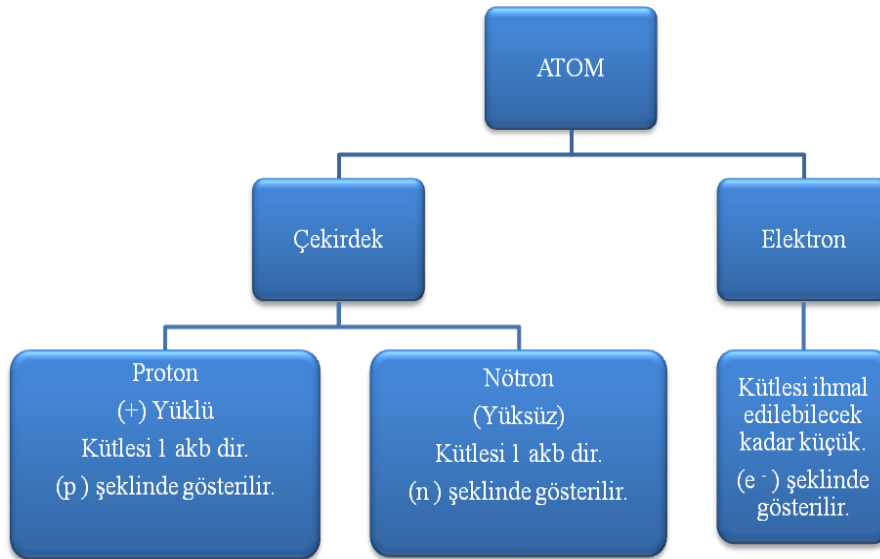 ATOM
Çekirdek
Elektron
Proton
(+) Yüklü
Kütlesi 1 akb dir.
(p ) şeklinde gösterilir.
Nötron
(Yüksüz)
Kütlesi 1 akb dir.
(n ) şeklinde gösterilir.
Kütlesi ihmal
edilebilecek
kadar küçük.
(e ⁻ ) şeklinde
gösterilir.